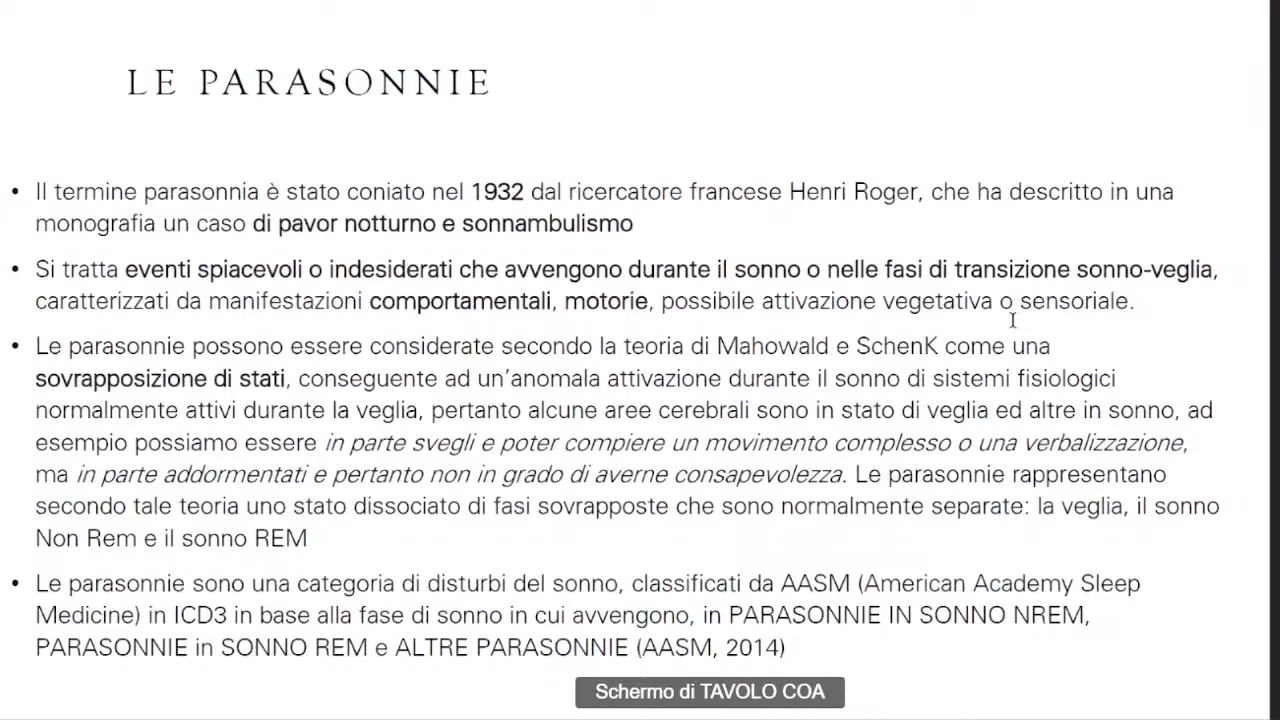 LE PARASONNIE
• Il termine parasonnia è stato coniato nel 1932 dal ricercatore francese Henri Roger, che ha descritto in una
monografia un caso di pavor notturno e sonnambulismo
• Si tratta eventi spiacevoli o indesiderati che avvengono durante il sonno o nelle fasi di transizione sonno-veglia,
caratterizzati da manifestazioni comportamentali, motorie, possibile attivazione vegetativa o sensoriale.
• Le parasonnie possono essere considerate secondo la teoria di Mahowald e SchenK come una
sovrapposizione di stati, conseguente ad un’anomala attivazione durante il sonno di sistemi fisiologici
normalmente attivi durante la veglia, pertanto alcune aree cerebrali sono in stato di veglia ed altre in sonno, ad
esempio possiamo essere in parte svegli e poter compiere un movimento complesso o una verbalizzazione,
ma in parte addormentati e pertanto non in grado di averne consapevolezza. Le parasonnie rappresentano
secondo tale teoria uno stato dissociato di fasi sovrapposte che sono normalmente separate: la veglia, il sonno
Non Rem e il sonno REM
• Le parasonnie sono una categoria di disturbi del sonno, classificati da AASM (American Academy Sleep
Medicine) in ICD3 in base alla fase di sonno in cui avvengono, in PARASONNIE IN SONNO NREM,
PARASONNIE in SONNO REM e ALTRE PARASONNIE (AASM, 2014)
Schermo di TAVOLO COA